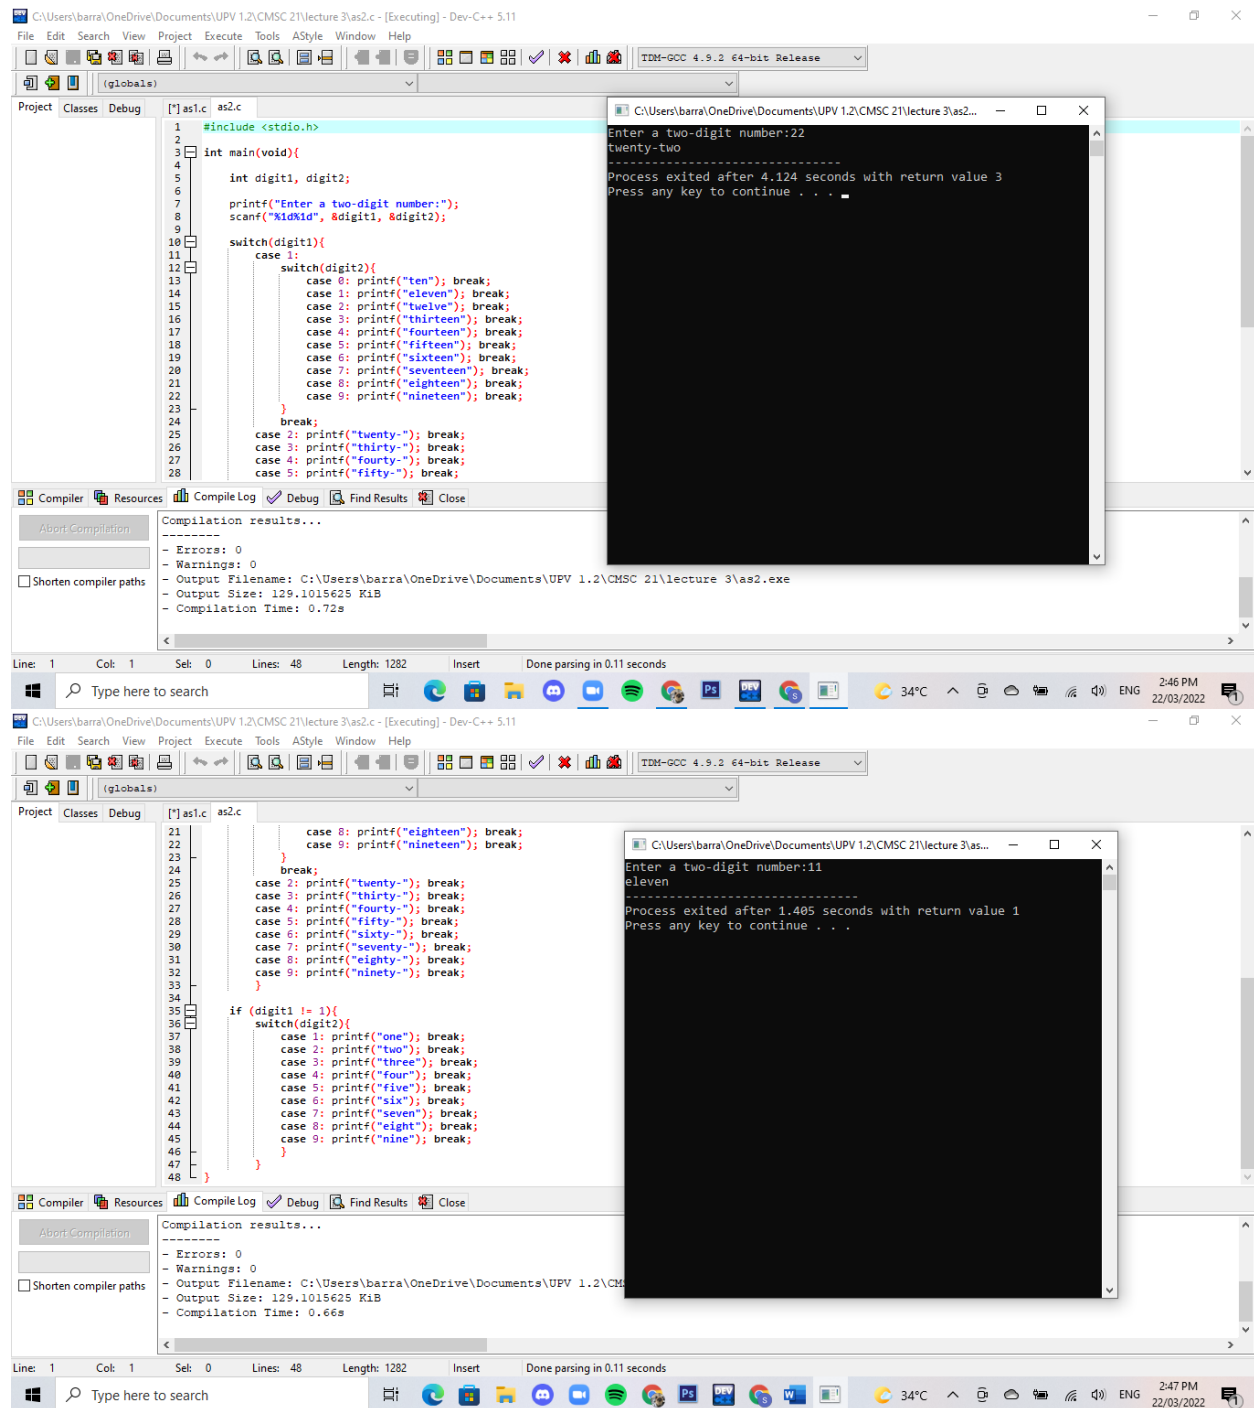 C:\Users\barra\OneDrive\Documents\UPV 1.2\CMSC 21\lecture 3\as2.c - [Executing] - Dev-C++ 5.11
File Edit Search View Project Execute Tools AStyle Window Help
TDM-GCC 4.9.2 64-bit Release
(globals)
Project Classes Debug [*] as1.c as2.c
1 #include <stdio.h>
2
3 int main(void){
4
5 int digit1, digit2;
6
7 printf("Enter a two-digit number:");
8 scanf("%1d%1d", &digit1, &digit2);
9
10 switch(digit1){
11 case 1:
12 switch(digit2){
13 case 0: printf("ten"); break;
14 case 1: printf("eleven"); break;
15 case 2: printf("twelve"); break;
16 case 3: printf("thirteen"); break;
17 case 4: printf("fourteen"); break;
18 case 5: printf("fifteen"); break;
19 case 6: printf("sixteen"); break;
20 case 7: printf("seventeen"); break;
21 case 8: printf("eighteen"); break;
22 case 9: printf("nineteen"); break;
23 }
24 break;
25 case 2: printf("twenty-"); break;
26 case 3: printf("thirty-"); break;
27 case 4: printf("fourty-"); break;
28 case 5: printf("fifty-"); break;
C:\Users\barra\OneDrive\Documents\UPV 1.2\CMSC 21\lecture 3\as2...
Enter a two-digit number:22
twenty-two
--------------------------------
Process exited after 4.124 seconds with return value 3
Press any key to continue . . .
Compiler Resources Compile Log Debug Find Results Close
Abort Compilation
Shorten compiler paths
Compilation results...
--------
- Errors: 0
- Warnings: 0
- Output Filename: C:\Users\barra\OneDrive\Documents\UPV 1.2\CMSC 21\lecture 3\as2.exe
- Output Size: 129.1015625 KiB
- Compilation Time: 0.72s
Line: 1 Col: 1 Sel: 0 Lines: 48 Length: 1282 Insert Done parsing in 0.11 seconds
Type here to search
Ps
DEV
34°C ENG 2:46 PM
22/03/2022
1
C:\Users\barra\OneDrive\Documents\UPV 1.2\CMSC 21\lecture 3\as2.c - [Executing] - Dev-C++ 5.11
File Edit Search View Project Execute Tools AStyle Window Help
TDM-GCC 4.9.2 64-bit Release
(globals)
Project Classes Debug [*] as1.c as2.c
21 case 8: printf("eighteen"); break;
22 case 9: printf("nineteen"); break;
23 }
24 break;
25 case 2: printf("twenty-"); break;
26 case 3: printf("thirty-"); break;
27 case 4: printf("fourty-"); break;
28 case 5: printf("fifty-"); break;
29 case 6: printf("sixty-"); break;
30 case 7: printf("seventy-"); break;
31 case 8: printf("eighty-"); break;
32 case 9: printf("ninety-"); break;
33 }
34
35 if (digit1 != 1){
36 switch(digit2){
37 case 1: printf("one"); break;
38 case 2: printf("two"); break;
39 case 3: printf("three"); break;
40 case 4: printf("four"); break;
41 case 5: printf("five"); break;
42 case 6: printf("six"); break;
43 case 7: printf("seven"); break;
44 case 8: printf("eight"); break;
45 case 9: printf("nine"); break;
46 }
47 }
48 }
C:\Users\barra\OneDrive\Documents\UPV 1.2\CMSC 21\lecture 3\as...
Enter a two-digit number:11
eleven
--------------------------------
Process exited after 1.405 seconds with return value 1
Press any key to continue . . .
Compiler Resources Compile Log Debug Find Results Close
Abort Compilation
Shorten compiler paths
Compilation results...
--------
- Errors: 0
- Warnings: 0
- Output Filename: C:\Users\barra\OneDrive\Documents\UPV 1.2\CM
- Output Size: 129.1015625 KiB
- Compilation Time: 0.66s
Line: 1 Col: 1 Sel: 0 Lines: 48 Length: 1282 Insert Done parsing in 0.11 seconds
Type here to search
Ps
DEV
34°C ENG 2:47 PM
22/03/2022
1